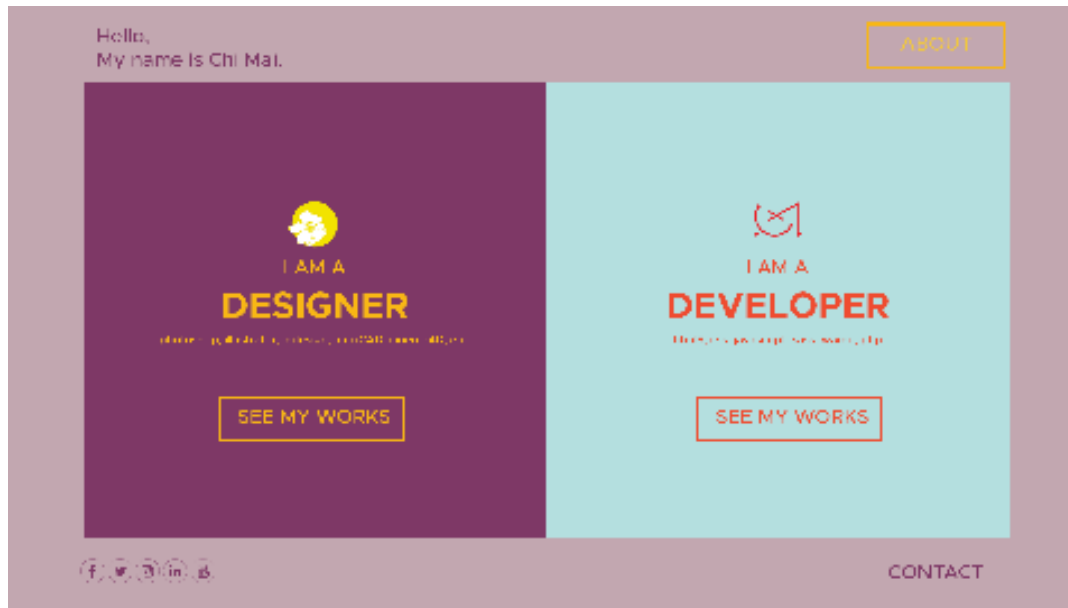 Hello,
My name is Chi Mai.
ABOUT
I AM A
DESIGNER
SEE MY WORKS
I AM A
DEVELOPER
SEE MY WORKS
CONTACT